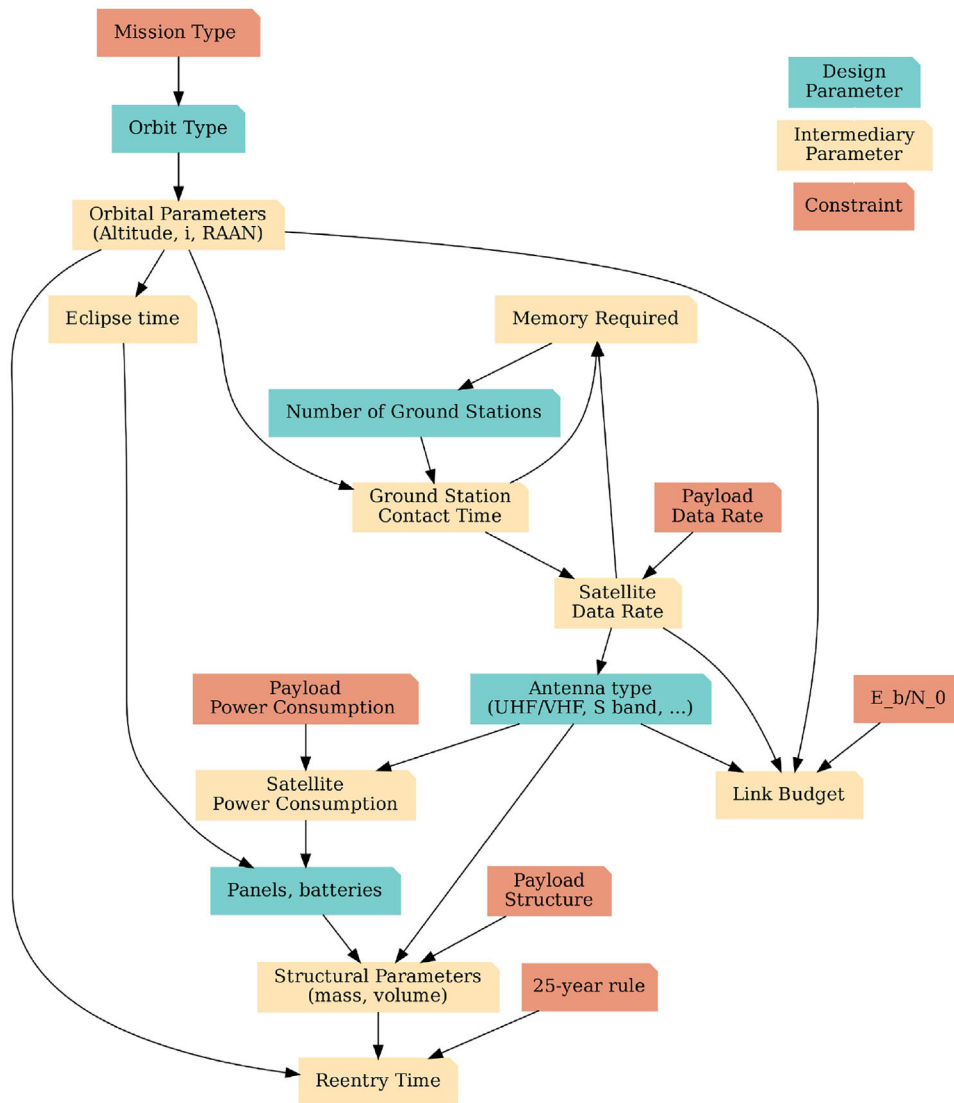 Mission Type
Design
Parameter
Orbit Type
Intermediary
Parameter
Constraint
Orbital Parameters
(Altitude, i, RAAN)
Eclipse time
Memory Required
Number of Ground Stations
Ground Station
Contact Time
Payload
Data Rate
Satellite
Data Rate
Payload
Power Consumption
Antenna type
(UHF/VHF, S band, ...)
E_b/N_0
Satellite
Power Consumption
Link Budget
Panels, batteries
Payload
Structure
Structural Parameters
(mass, volume)
25-year rule
Reentry Time